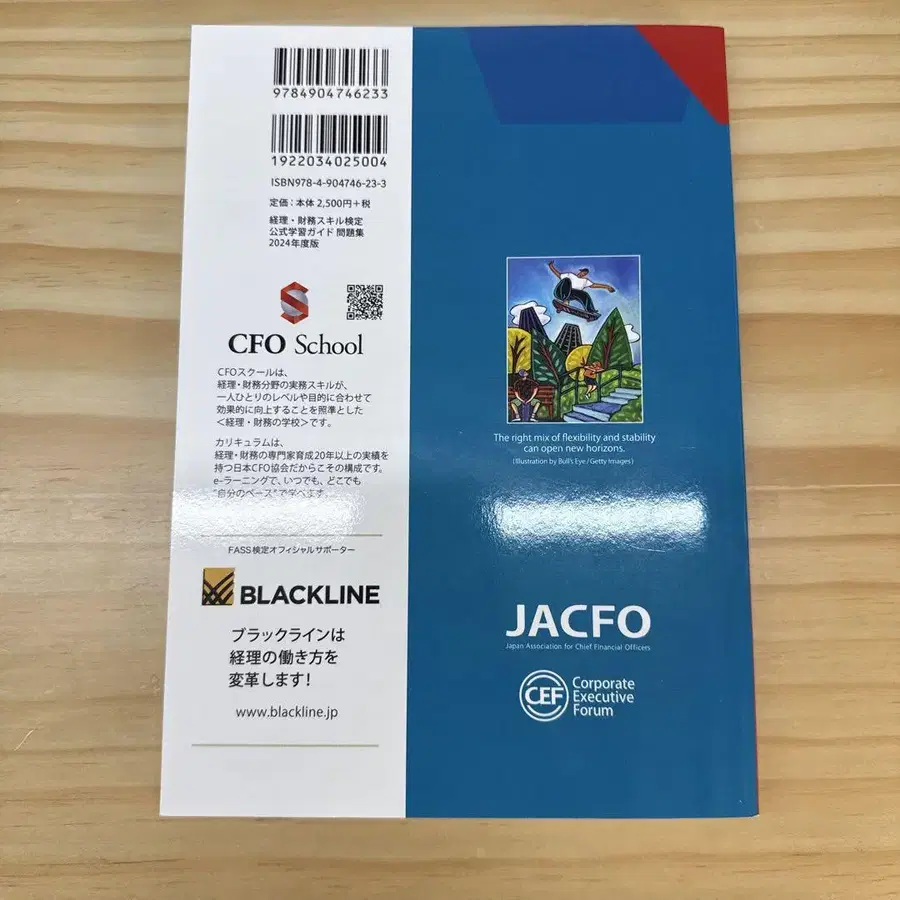 9784904746233
1922034025004
ISBN978-4-904746-23-3
定価：本体 2,500円+税
経理・財務スキル検定
公式学習ガイド 問題集
2024年度版
CFO School
CFOスクールは、
経理・財務分野の実務スキルが、
一人ひとりのレベルや目的に合わせて
効果的に向上することを照準とした
＜経理・財務の学校＞です。
カリキュラムは、
経理・財務の専門家育成20年以上の実績を
持つ日本CFO協会だからこその構成です。
e-ラーニングで、いつでも、どこでも
"自分のペース"で学べます。
FASS検定オフィシャルサポーター
BLACKLINE
ブラックラインは
経理の働き方を
変革します！
www.blackline.jp
The right mix of flexibility and stability
can open new horizons.
(Illustration by Bull's Eye / Getty Images)
JACFO
Japan Association for Chief Financial Officers
CEF
Corporate
Executive
Forum